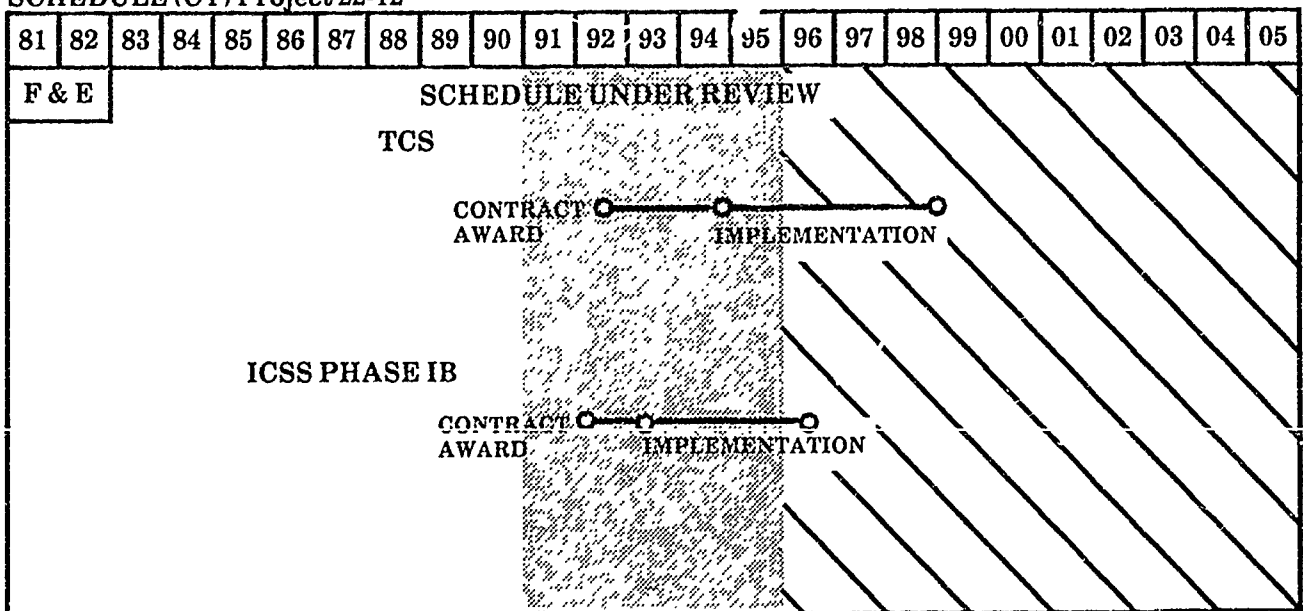 SCHEDULE (CY) Project 22-12
81 82 83 84 85 86 87 88 89 90 91 92 93 94 95 96 97 98 99 00 01 02 03 04 05
F & E
SCHEDULE UNDER REVIEW
TCS
CONTRACT
AWARD
IMPLEMENTATION
ICSS PHASE IB
CONTRACT
AWARD
IMPLEMENTATION